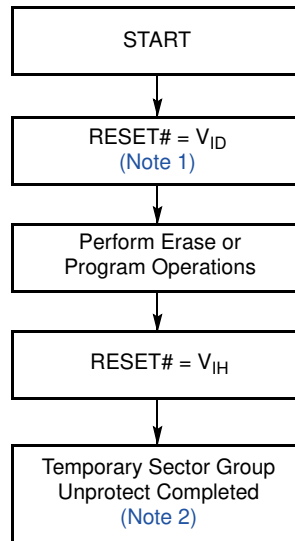 START
RESET# = VID
(Note 1)
Perform Erase or
Program Operations
RESET# = VIH
Temporary Sector Group
Unprotect Completed
(Note 2)